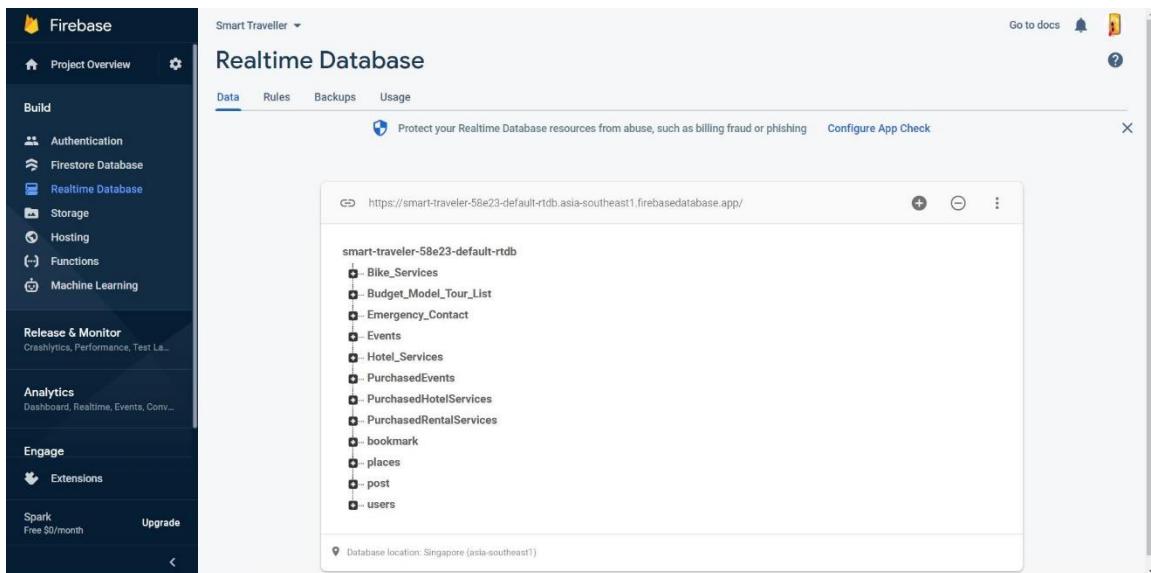 Firebase
Project Overview
Build
Authentication
Firestore Database
Realtime Database
Storage
Hosting
Functions
Machine Learning
Release & Monitor
Crashlytics, Performance, Test La...
Analytics
Dashboard, Realtime, Events, Conv...
Engage
Extensions
Spark
Free $0/month
Upgrade
Smart Traveller
Go to docs
Realtime Database
Data Rules Backups Usage
Protect your Realtime Database resources from abuse, such as billing fraud or phishing Configure App Check
https://smart-traveler-58e23-default-rtdb.asia-southeast1.firebasedatabase.app/
smart-traveler-58e23-default-rtdb
Bike_Services
Budget_Model_Tour_List
Emergency_Contact
Events
Hotel_Services
PurchasedEvents
PurchasedHotelServices
PurchasedRentalServices
bookmark
places
post
users
Database location: Singapore (asia-southeast1)